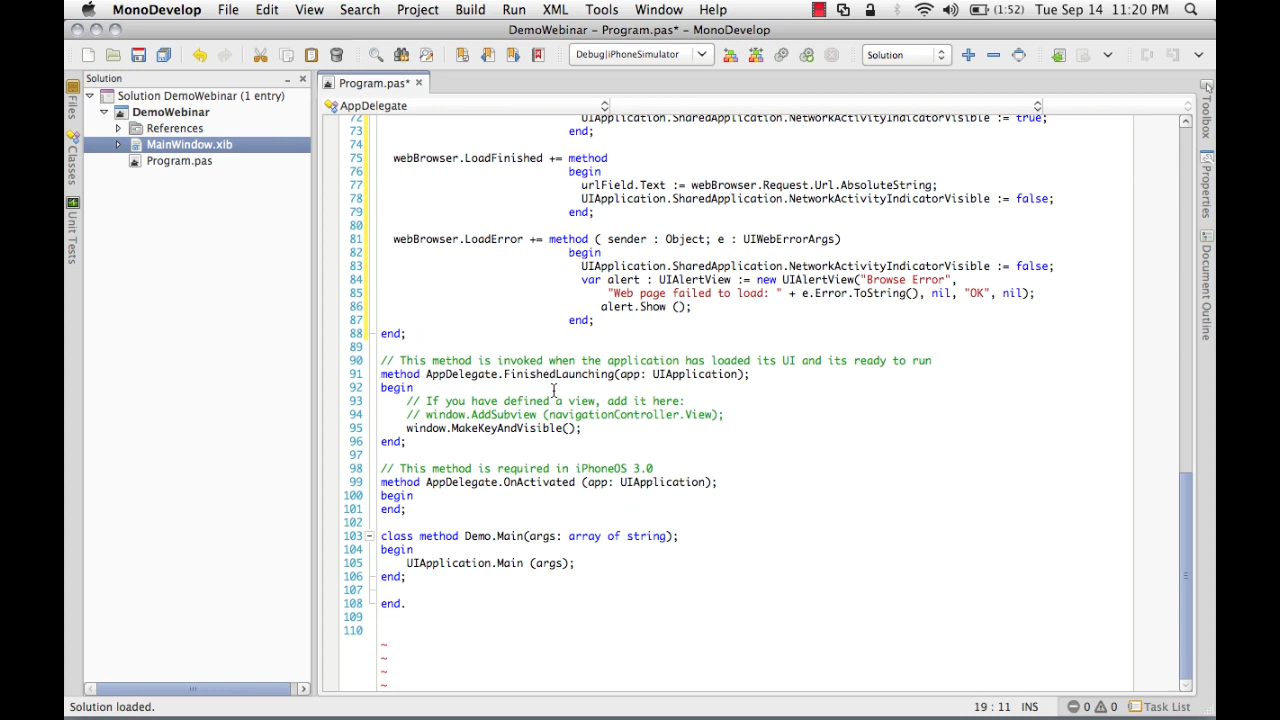 MonoDevelop File Edit View Search Project Build Run XML Tools Window Help (1:52) Tue Sep 14 11:20 PM
DemoWebinar – Program.pas* – MonoDevelop
Debug|iPhoneSimulator Solution
Solution
Program.pas*
Files
Classes
Unit Tests
Solution DemoWebinar (1 entry)
DemoWebinar
References
MainWindow.xib
Program.pas
AppDelegate
72 UIApplication.SharedApplication.NetworkActivityIndicatorVisible := true;
73 end;
74
75 webBrowser.LoadFinished += method
76 begin
77 urlField.Text := webBrowser.Request.Url.AbsoluteString;
78 UIApplication.SharedApplication.NetworkActivityIndicatorVisible := false;
79 end;
80
81 webBrowser.LoadError += method ( sender : Object; e : UIWebErrorArgs)
82 begin
83 UIApplication.SharedApplication.NetworkActivityIndicatorVisible := false;
84 var alert : UIAlertView := new UIAlertView("Browse Error",
85 "Web page failed to load: " + e.Error.ToString(), nil, "OK", nil);
86 alert.Show ();
87 end;
88 end;
89
90 // This method is invoked when the application has loaded its UI and its ready to run
91 method AppDelegate.FinishedLaunching(app: UIApplication);
92 begin
93 // If you have defined a view, add it here:
94 // window.AddSubview (navigationController.View);
95 window.MakeKeyAndVisible();
96 end;
97
98 // This method is required in iPhoneOS 3.0
99 method AppDelegate.OnActivated (app: UIApplication);
100 begin
101 end;
102
103 class method Demo.Main(args: array of string);
104 begin
105 UIApplication.Main (args);
106 end;
107
108 end.
109
110
~
~
~
~
Toolbox
Properties
Document Outline
Solution loaded. 19 : 11 INS 0 0 Task List